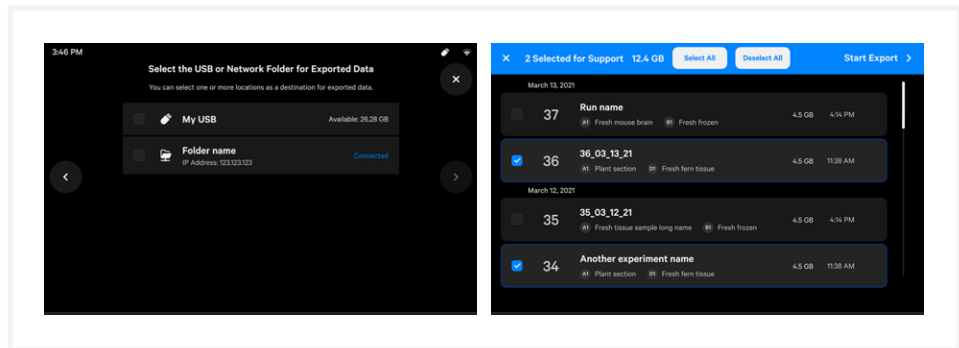 3:46 PM
Select the USB or Network Folder for Exported Data
You can select one or more locations as a destination for exported data.
My USB
Available: 26.28 GB
Folder name
IP Address: 123.123.123
Connected
2 Selected for Support 12.4 GB
Select All
Deselect All
Start Export
March 13, 2021
37
Run name
A1 Fresh mouse brain B1 Fresh frozen
4.5 GB 4:14 PM
36
36_03_13_21
A1 Plant section D1 Fresh fern tissue
4.5 GB 11:38 AM
March 12, 2021
35
35_03_12_21
A1 Fresh tissue sample long name B1 Fresh frozen
4.5 GB 4:14 PM
34
Another experiment name
A1 Plant section D1 Fresh fern tissue
4.5 GB 11:38 AM